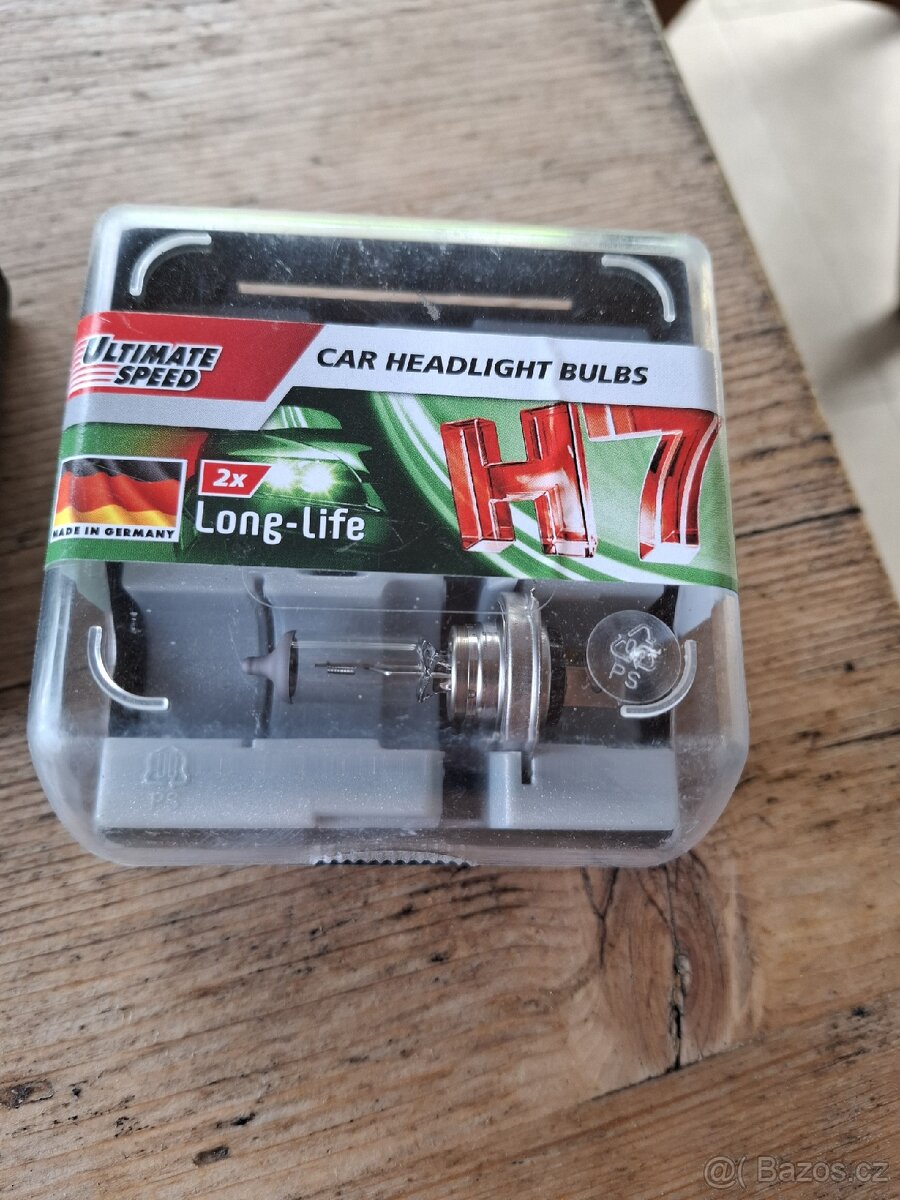 ULTIMATE
SPEED
CAR HEADLIGHT BULBS
H7
2x
Long-life
MADE IN GERMANY
PS
PS
@( Bazos.cz